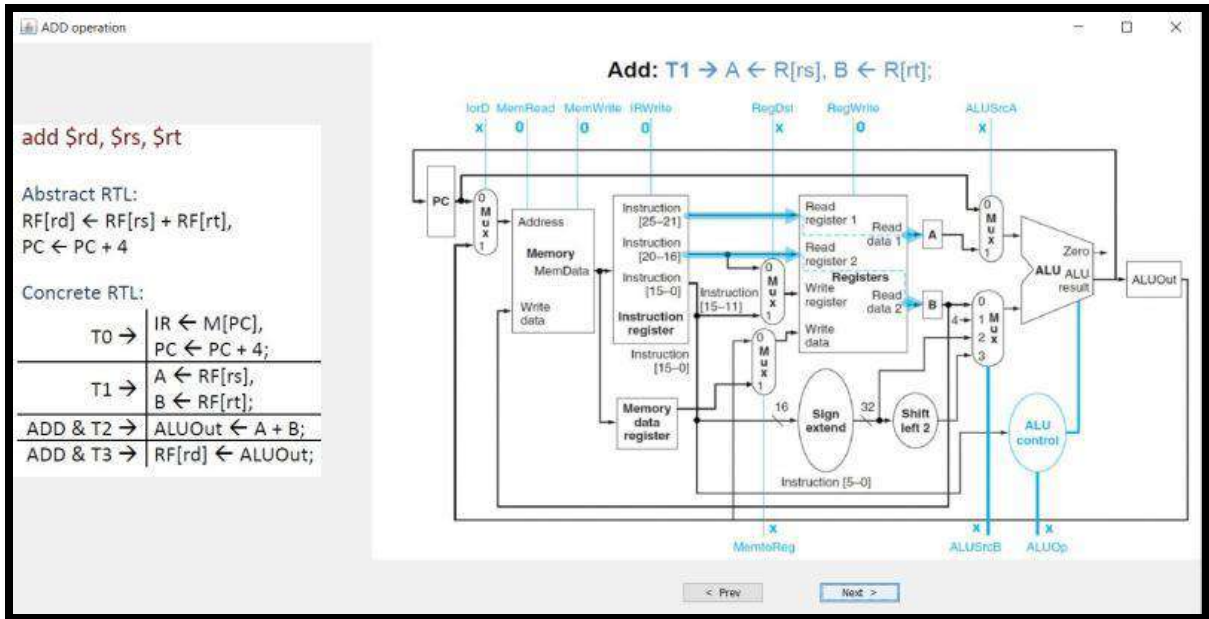 ADD operation
Add: T1 → A ← R[rs], B ← R[rt];
add $rd, $rs, $rt
Abstract RTL:
RF[rd] ← RF[rs] + RF[rt],
PC ← PC + 4
Concrete RTL:
T0 → IR ← M[PC],
PC ← PC + 4;
T1 → A ← RF[rs],
B ← RF[rt];
ADD & T2 → ALUOut ← A + B;
ADD & T3 → RF[rd] ← ALUOut;
IorD MemRead MemWrite IRWrite RegDst RegWrite ALUSrcA
x 0 0 0 x 0 x
PC
0
M
u
x
1
Address
Memory
MemData
Write
data
Instruction
[25–21]
Instruction
[20–16]
Instruction
[15–0]
Instruction
register
Instruction
[15–11]
Instruction
[15–0]
Memory
data
register
0
M
u
x
1
0
M
u
x
1
Read
register 1
Read
data 1
Read
register 2
Registers
Write
register
Read
data 2
Write
data
A
B
16
Sign
extend
32
Shift
left 2
Instruction [5–0]
0
M
u
x
1
4
0
1 M
u
2 x
3
Zero
ALU ALU
result
ALUOut
ALU
control
x x x
MemtoReg ALUSrcB ALUOp
< Prev
Next >